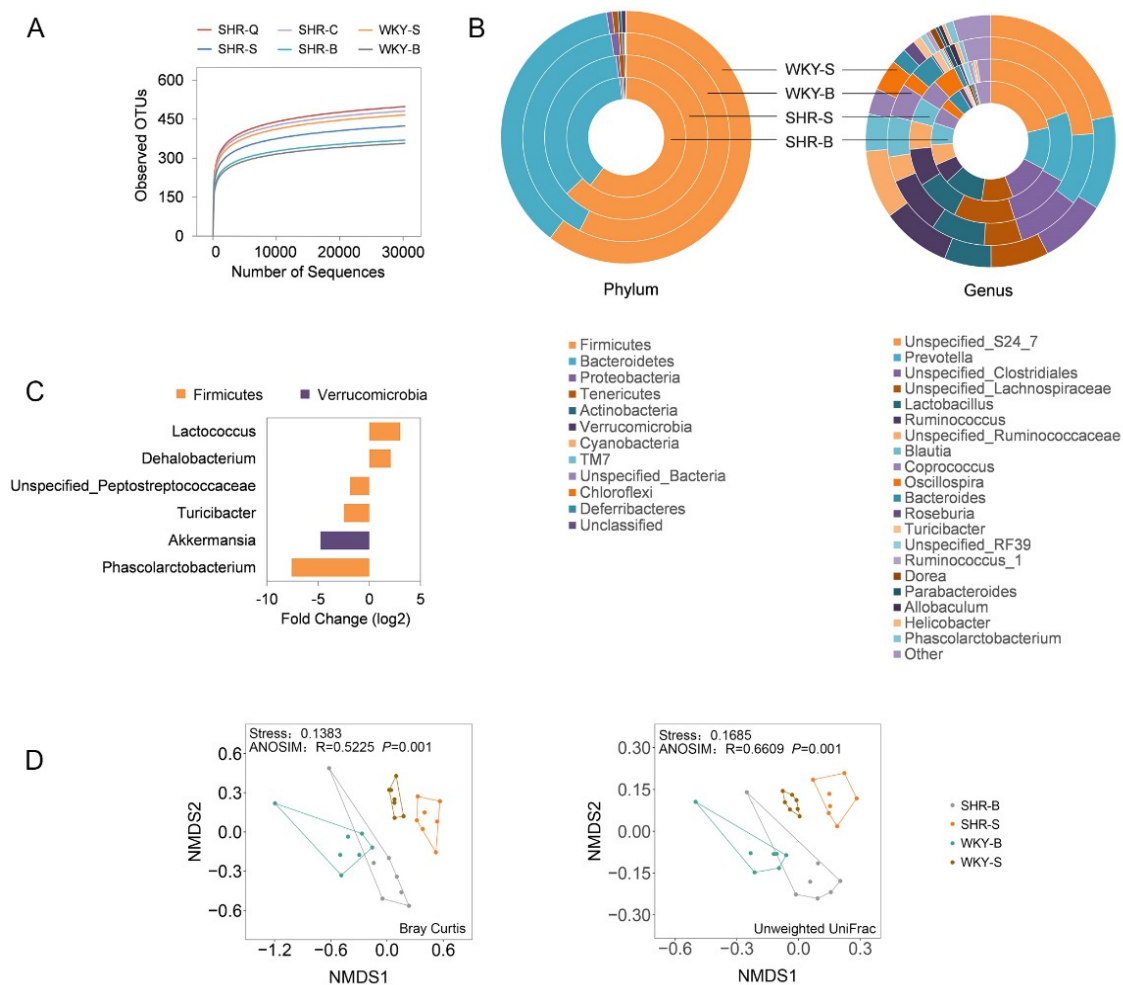 A
SHR-Q SHR-C WKY-S
SHR-S SHR-B WKY-B
Observed OTUs
600
450
300
150
0
0 10000 20000 30000
Number of Sequences
B
WKY-S
WKY-B
SHR-S
SHR-B
Phylum
Genus
Firmicutes
Bacteroidetes
Proteobacteria
Tenericutes
Actinobacteria
Verrucomicrobia
Cyanobacteria
TM7
Unspecified_Bacteria
Chloroflexi
Deferribacteres
Unclassified
Unspecified_S24_7
Prevotella
Unspecified_Clostridiales
Unspecified_Lachnospiraceae
Lactobacillus
Ruminococcus
Unspecified_Ruminococcaceae
Blautia
Coprococcus
Oscillospira
Bacteroides
Roseburia
Turicibacter
Unspecified_RF39
Ruminococcus_1
Dorea
Parabacteroides
Allobaculum
Helicobacter
Phascolarctobacterium
Other
C
Firmicutes Verrucomicrobia
Lactococcus
Dehalobacterium
Unspecified_Peptostreptococcaceae
Turicibacter
Akkermansia
Phascolarctobacterium
-10 -5 0 5
Fold Change (log2)
D
Stress：0.1383
ANOSIM：R=0.5225 P=0.001
NMDS2
0.6
0.3
0.0
−0.3
−0.6
Bray Curtis
−1.2 −0.6 0.0 0.6
NMDS1
Stress：0.1685
ANOSIM：R=0.6609 P=0.001
NMDS2
0.30
0.15
0.00
−0.15
−0.30
Unweighted UniFrac
−0.6 −0.3 0.0 0.3
NMDS1
SHR-B
SHR-S
WKY-B
WKY-S